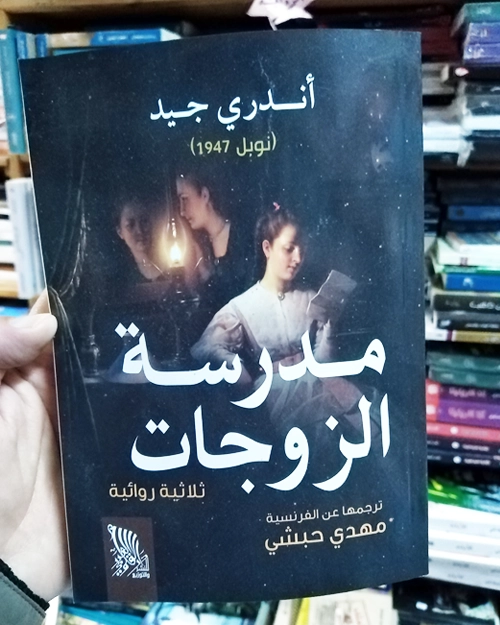 أندري جيد
(نوبل 1947)
مدرسة
الزوجات
ثلاثية روائية
ترجمها عن الفرنسية
مهدي حبشي